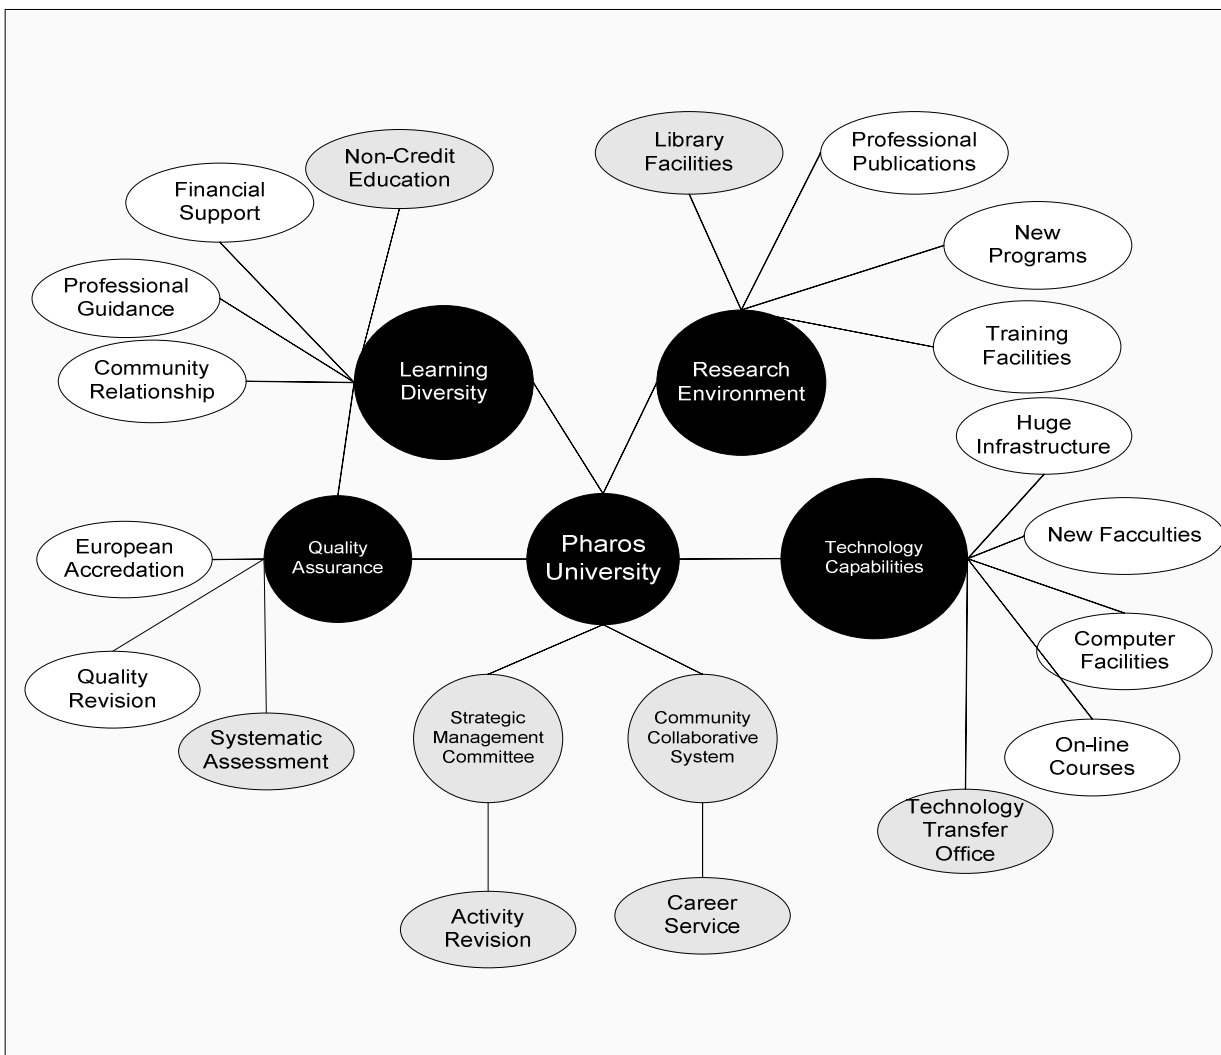 Library
Facilities
Professional
Publications
Non-Credit
Education
Financial
Support
New
Programs
Professional
Guidance
Training
Facilities
Community
Relationship
Learning
Diversity
Research
Environment
Huge
Infrastructure
New Facculties
European
Accredation
Quality
Assurance
Pharos
University
Technology
Capabilities
Computer
Facilities
Quality
Revision
Systematic
Assessment
Strategic
Management
Committee
Community
Collaborative
System
On-line
Courses
Technology
Transfer
Office
Activity
Revision
Career
Service